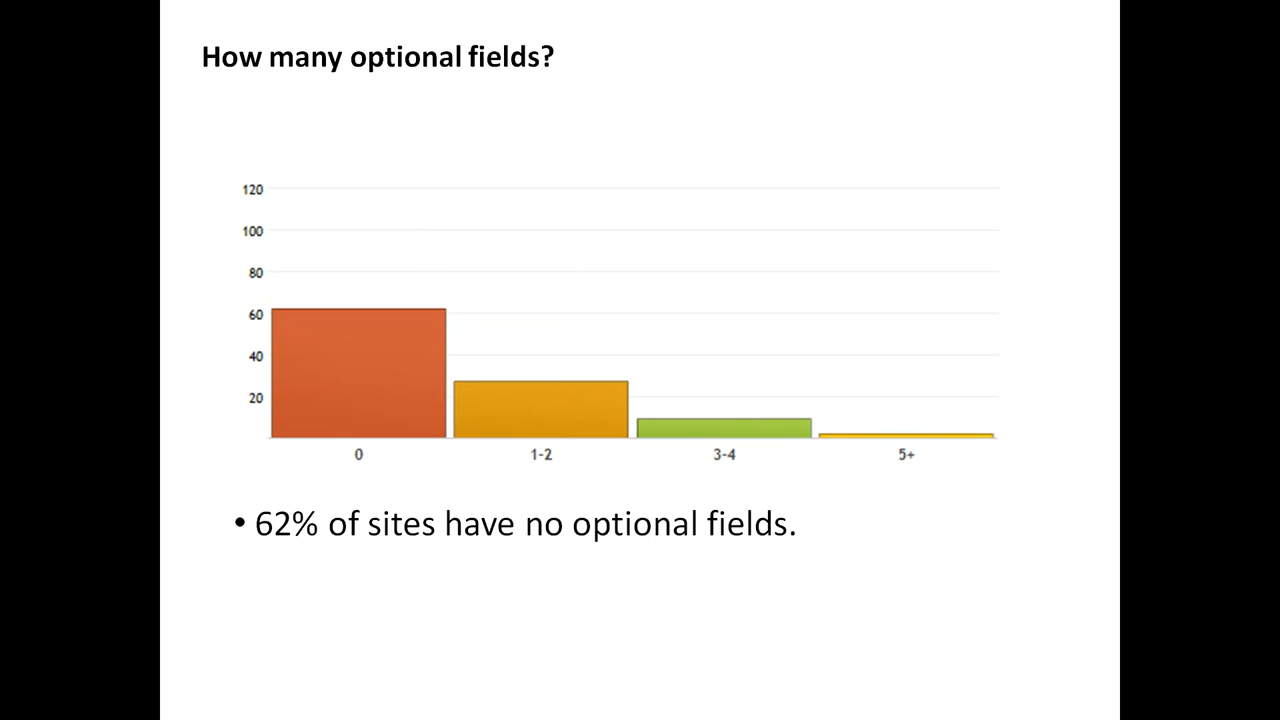 How many optional fields?
120
100
80
60
40
20
0 1-2 3-4 5+
• 62% of sites have no optional fields.